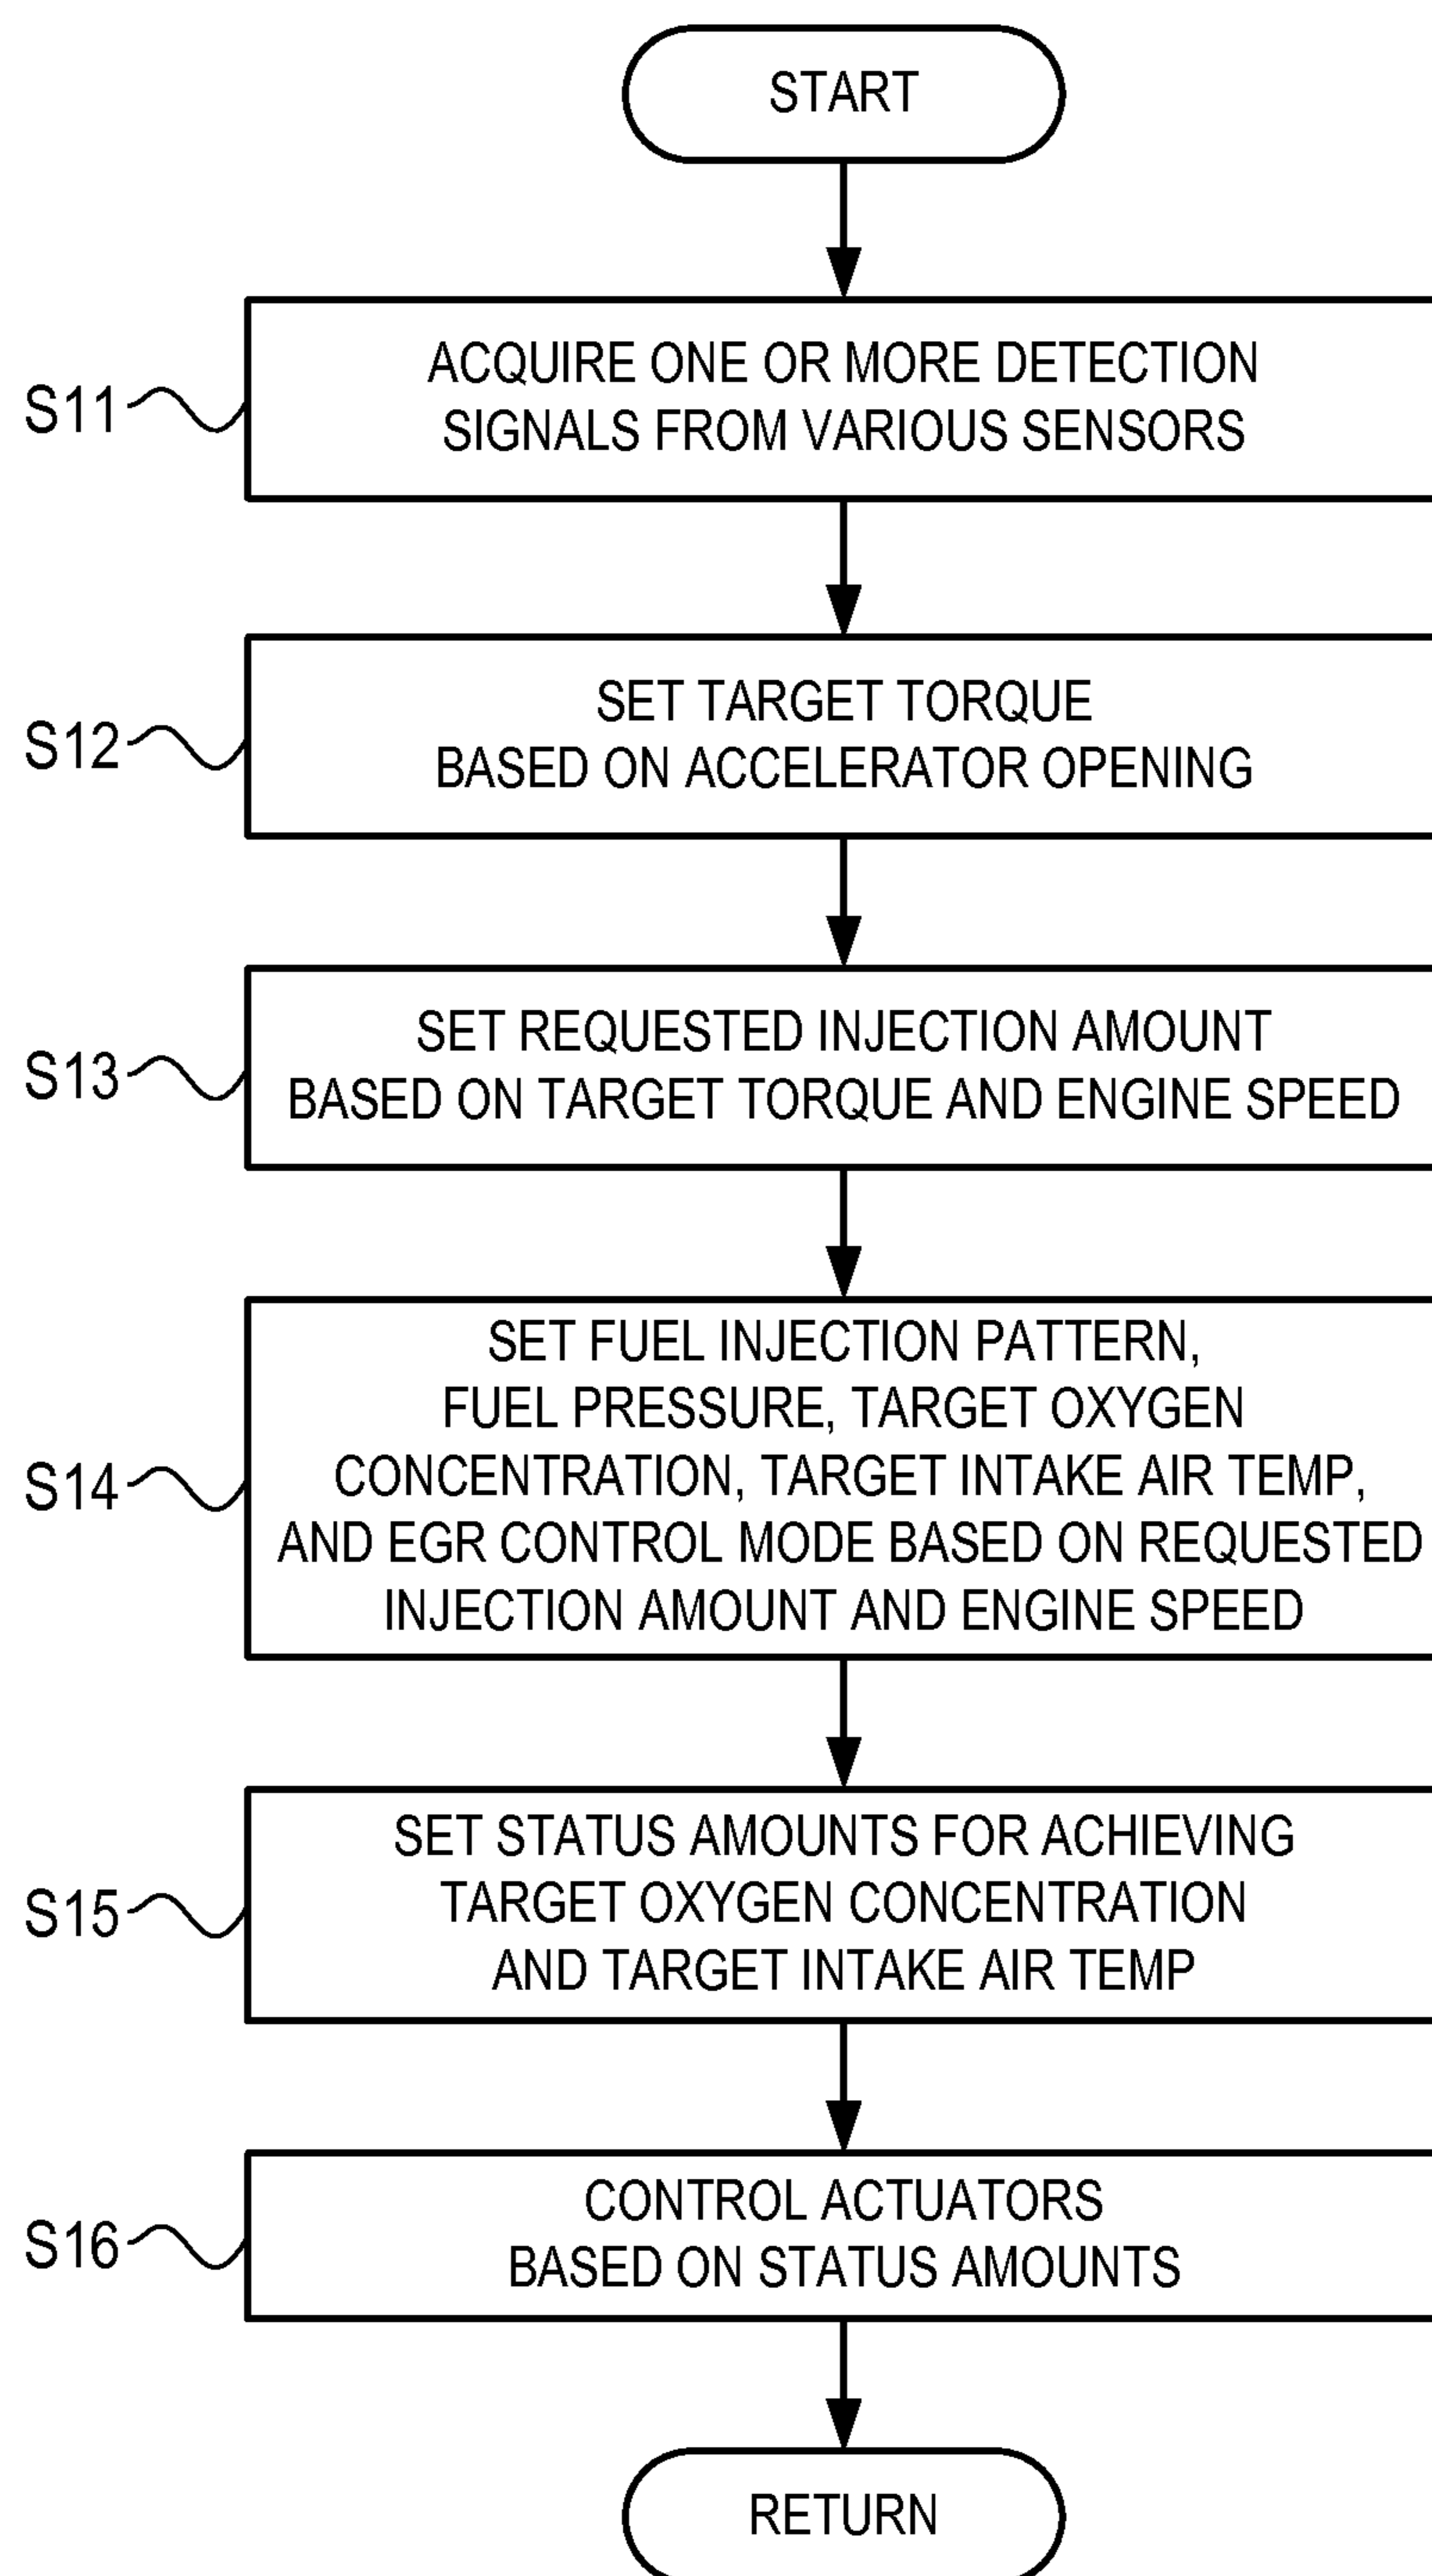 START
S11
ACQUIRE ONE OR MORE DETECTION
SIGNALS FROM VARIOUS SENSORS
S12
SET TARGET TORQUE
BASED ON ACCELERATOR OPENING
S13
SET REQUESTED INJECTION AMOUNT
BASED ON TARGET TORQUE AND ENGINE SPEED
S14
SET FUEL INJECTION PATTERN,
FUEL PRESSURE, TARGET OXYGEN
CONCENTRATION, TARGET INTAKE AIR TEMP,
AND EGR CONTROL MODE BASED ON REQUESTED
INJECTION AMOUNT AND ENGINE SPEED
S15
SET STATUS AMOUNTS FOR ACHIEVING
TARGET OXYGEN CONCENTRATION
AND TARGET INTAKE AIR TEMP
S16
CONTROL ACTUATORS
BASED ON STATUS AMOUNTS
RETURN